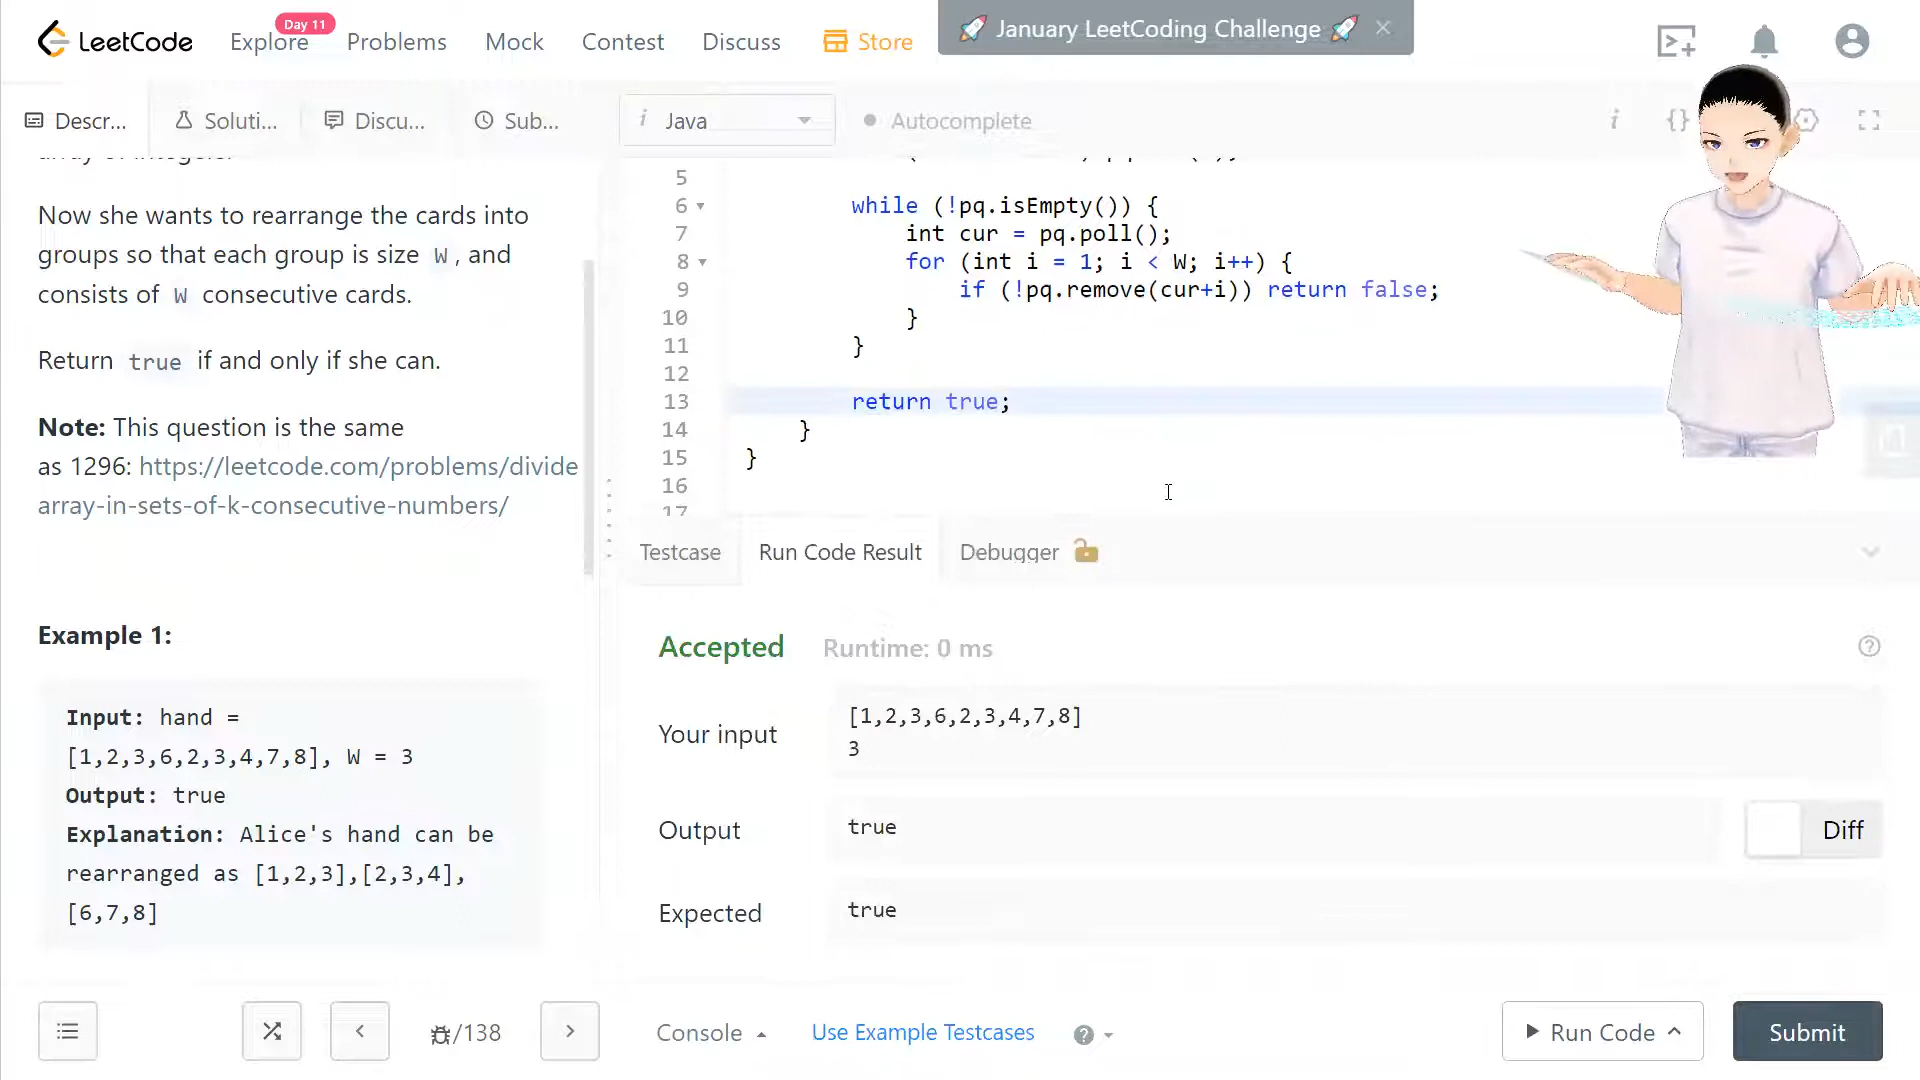 LeetCode
Explore
Day 11
Problems
Mock
Contest
Discuss
Store
🚀 January LeetCoding Challenge 🚀 ×
Descr...
Soluti...
Discu...
Sub...
i Java
Autocomplete
i {}
array of integers.
Now she wants to rearrange the cards into
groups so that each group is size W, and
consists of W consecutive cards.
Return true if and only if she can.
Note: This question is the same
as 1296: https://leetcode.com/problems/divide
array-in-sets-of-k-consecutive-numbers/
Example 1:
Input: hand =
[1,2,3,6,2,3,4,7,8], W = 3
Output: true
Explanation: Alice's hand can be
rearranged as [1,2,3],[2,3,4],
[6,7,8]
5
6 while (!pq.isEmpty()) {
7 int cur = pq.poll();
8 for (int i = 1; i < W; i++) {
9 if (!pq.remove(cur+i)) return false;
10 }
11 }
12
13 return true;
14 }
15 }
16
17
Testcase
Run Code Result
Debugger
Accepted Runtime: 0 ms
Your input
[1,2,3,6,2,3,4,7,8]
3
Output
true
Diff
Expected
true
/138
Console
Use Example Testcases
Run Code
Submit